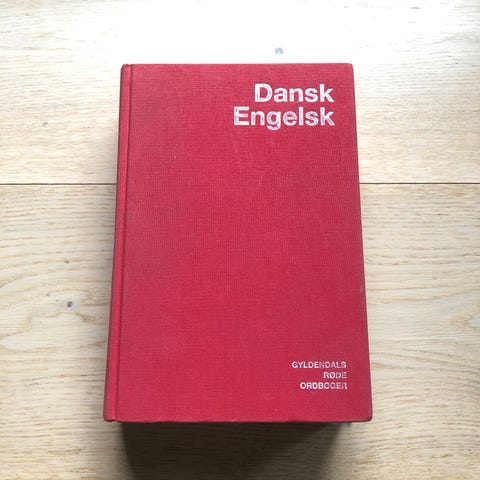 Dansk
Engelsk
GYLDENDALS
RØDE
ORDBØGER